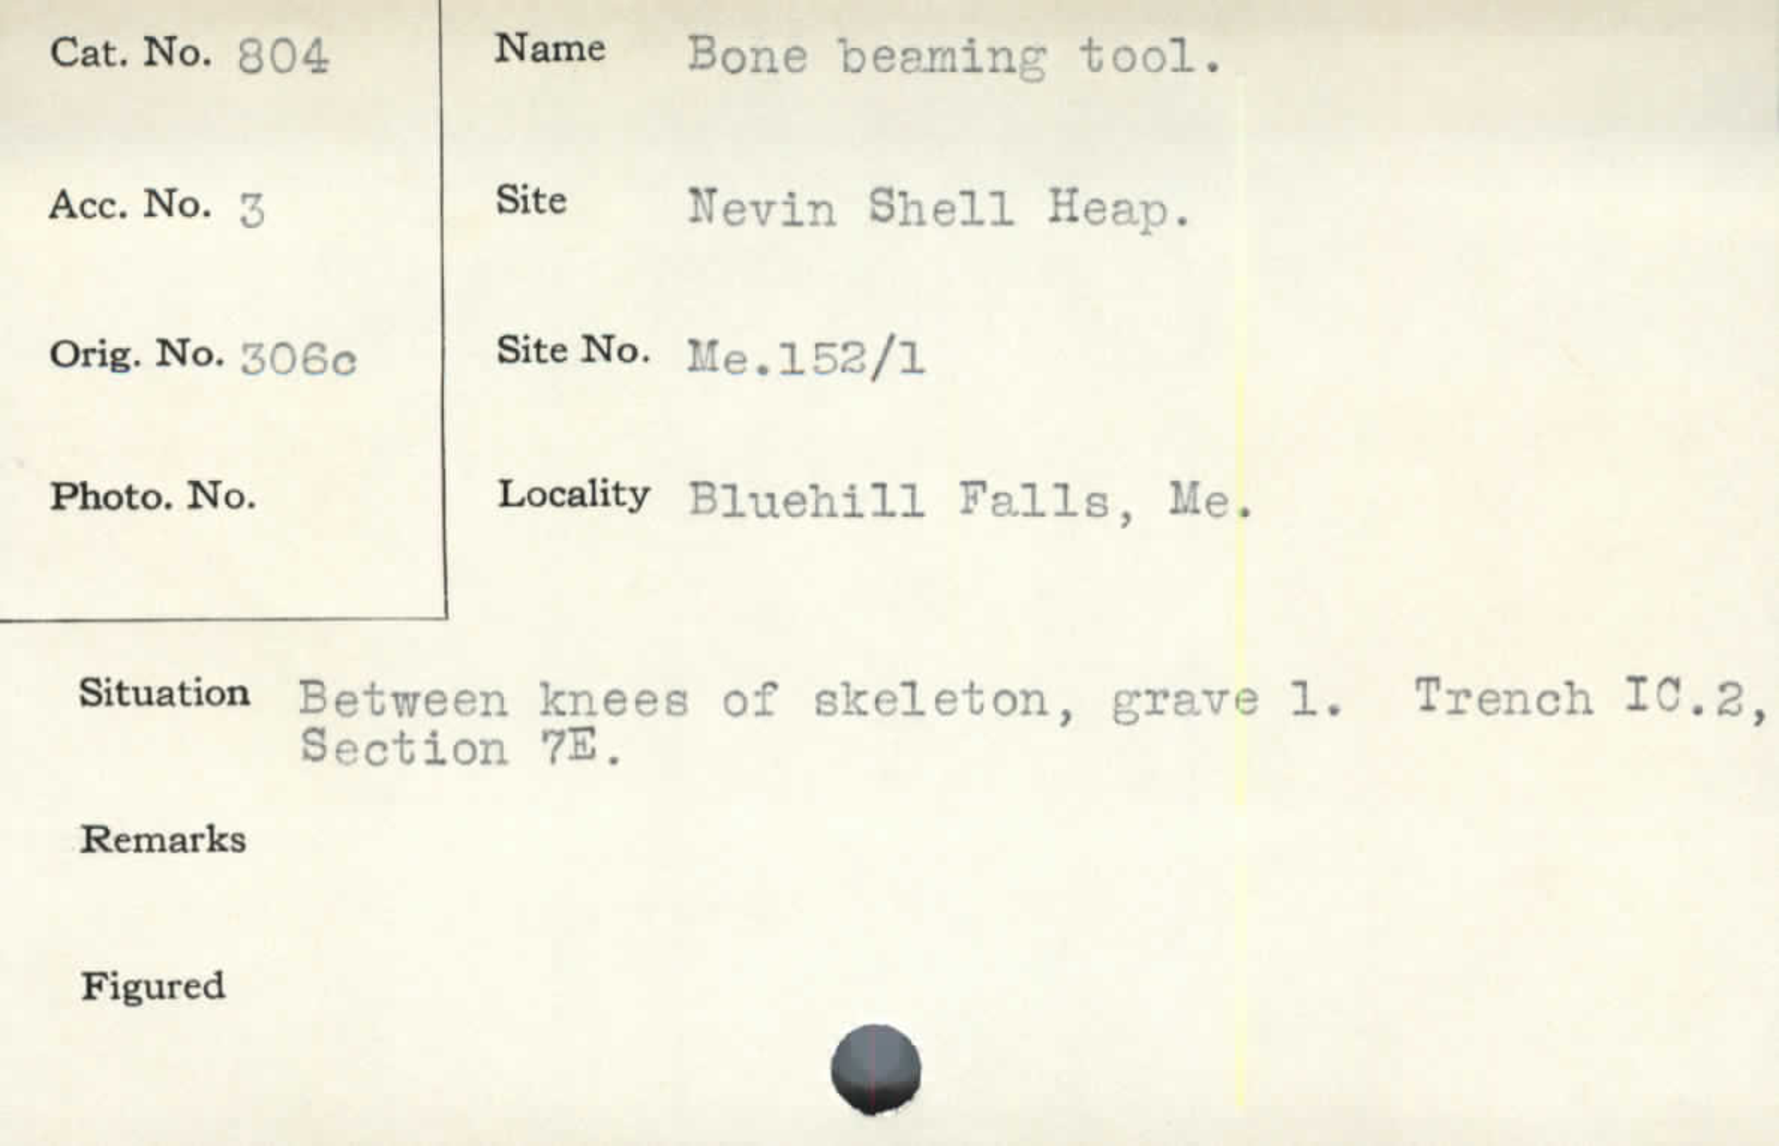 Cat. No. 804
Name Bone beaming tool.
Acc. No. 3
Site Nevin Shell Heap.
Orig. No. 306c
Site No. Me.152/1
Photo. No.
Locality Bluehill Falls, Me.
Situation Between knees of skeleton, grave 1. Trench IC.2,
Section 7E.
Remarks
Figured